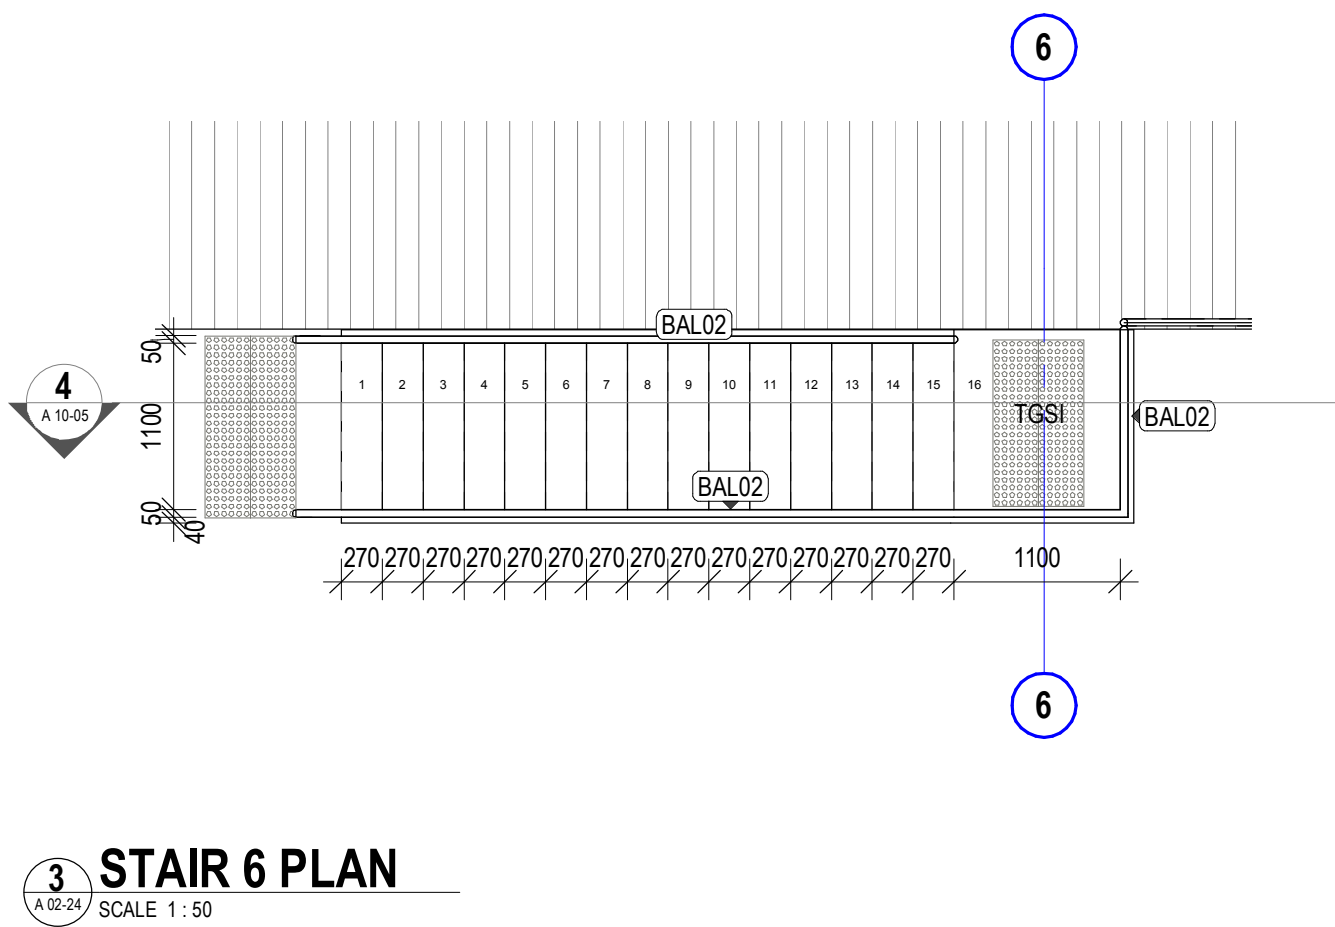 6
BAL02
50
4
A 10-05
1100
1 2 3 4 5 6 7 8 9 10 11 12 13 14 15 16
TGSI
BAL02
BAL02
50
40
270 270 270 270 270 270 270 270 270 270 270 270 270 270 270 1100
6
3
A 02-24
STAIR 6 PLAN
SCALE 1 : 50